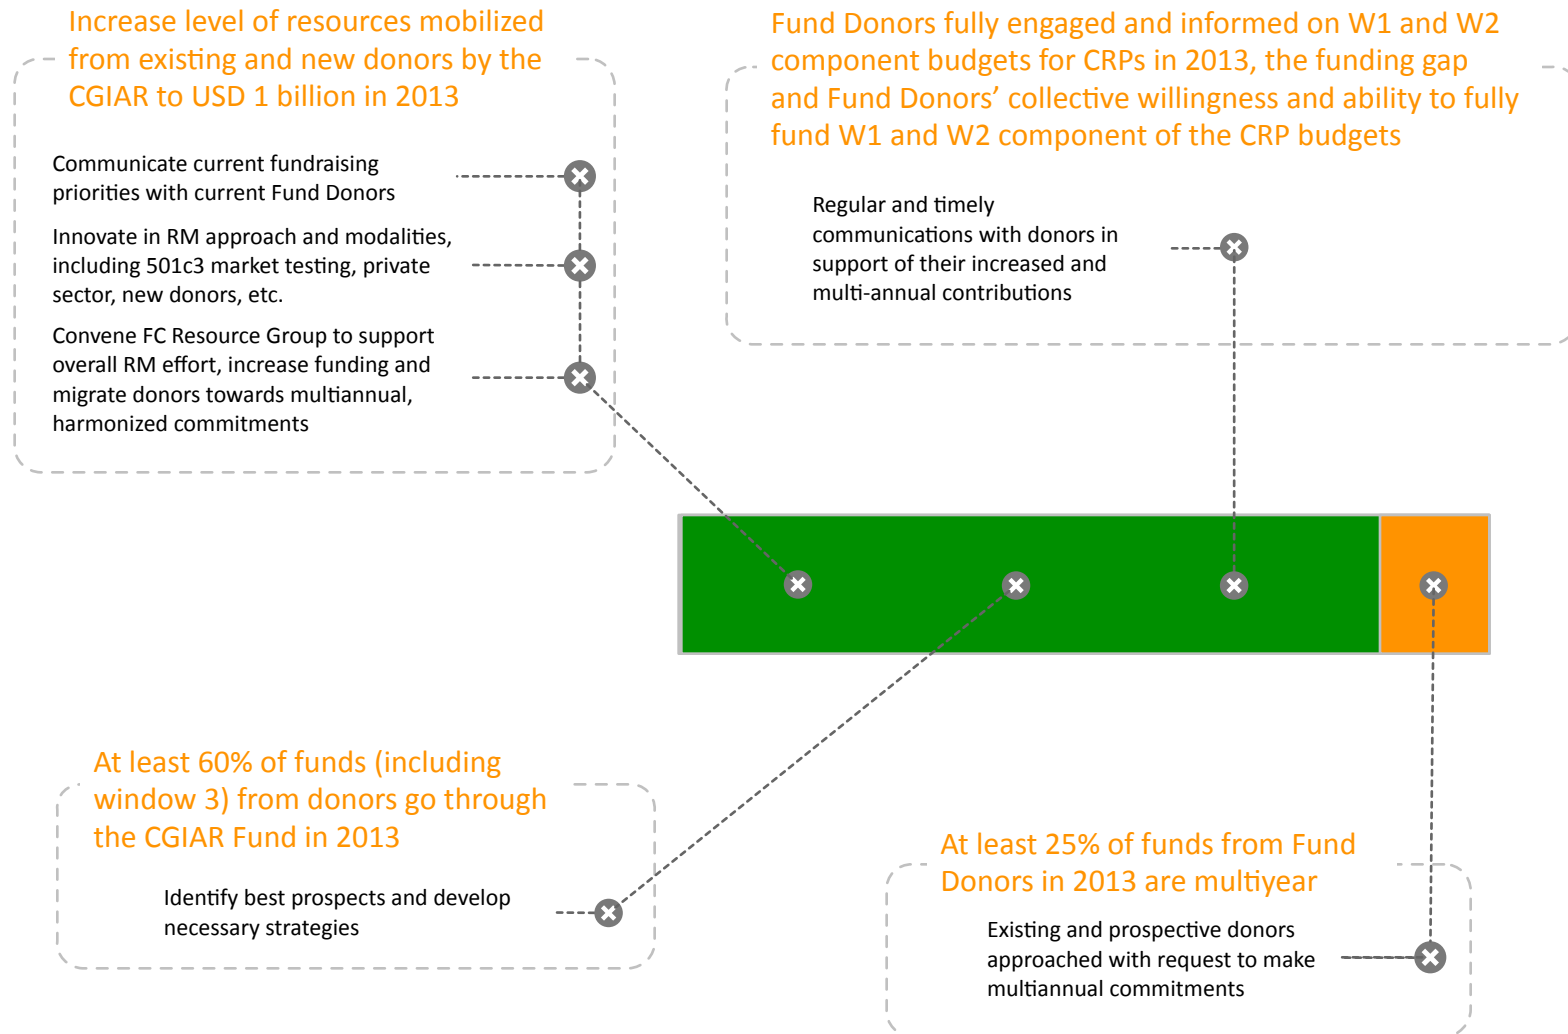 Increase level of resources mobilized
from existing and new donors by the
CGIAR to USD 1 billion in 2013
Communicate current fundraising
priorities with current Fund Donors
Innovate in RM approach and modalities,
including 501c3 market testing, private
sector, new donors, etc.
Convene FC Resource Group to support
overall RM effort, increase funding and
migrate donors towards multiannual,
harmonized commitments
Fund Donors fully engaged and informed on W1 and W2
component budgets for CRPs in 2013, the funding gap
and Fund Donors’ collective willingness and ability to fully
fund W1 and W2 component of the CRP budgets
Regular and timely
communications with donors in
support of their increased and
multi-annual contributions
At least 60% of funds (including
window 3) from donors go through
the CGIAR Fund in 2013
Identify best prospects and develop
necessary strategies
At least 25% of funds from Fund
Donors in 2013 are multiyear
Existing and prospective donors
approached with request to make
multiannual commitments